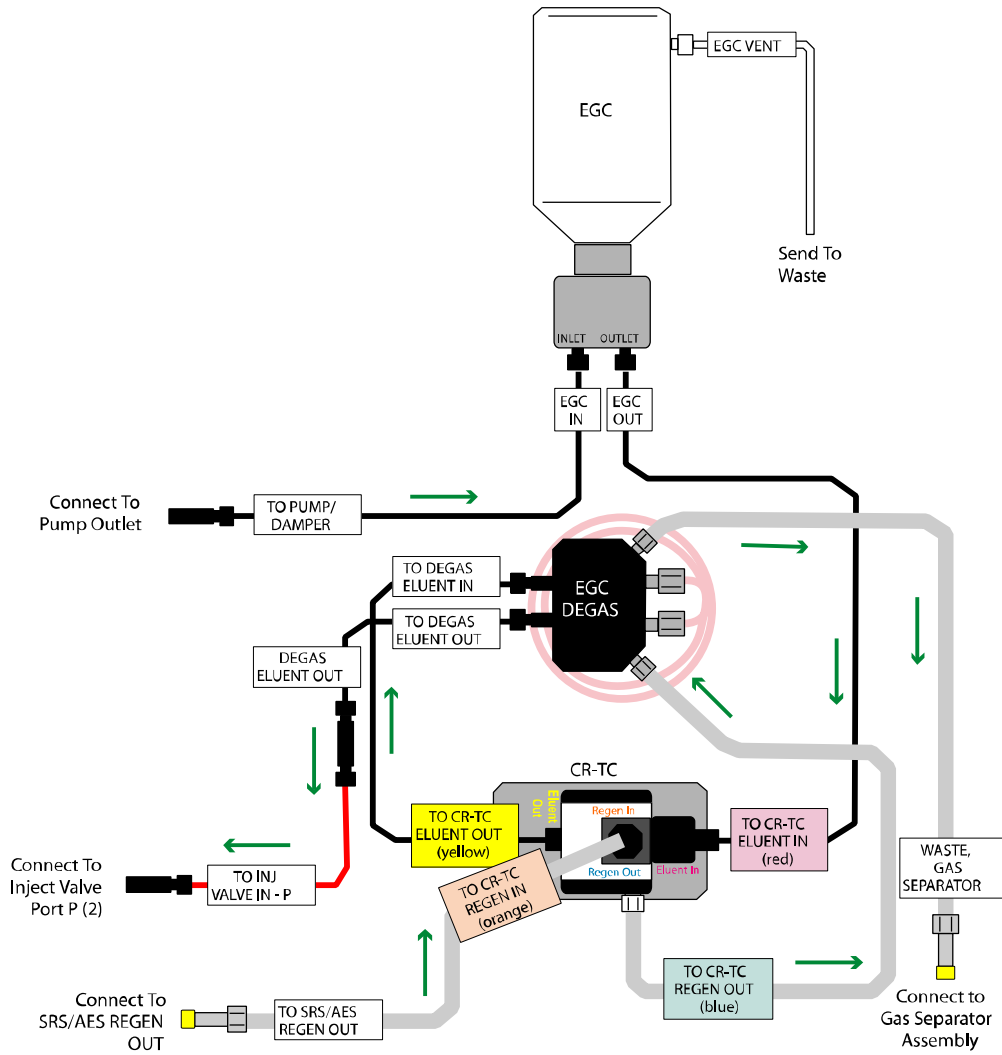 EGC VENT
EGC
Send To
Waste
INLET
OUTLET
EGC
IN
EGC
OUT
Connect To
Pump Outlet
TO PUMP/
DAMPER
TO DEGAS
ELUENT IN
EGC
DEGAS
TO DEGAS
ELUENT OUT
DEGAS
ELUENT OUT
CR-TC
Eluent
Out
Regen In
TO CR-TC
ELUENT OUT
(yellow)
TO CR-TC
ELUENT IN
(red)
Regen Out
Eluent In
Connect To
Inject Valve
Port P (2)
TO INJ
VALVE IN - P
TO CR-TC
REGEN IN
(orange)
WASTE,
GAS
SEPARATOR
TO CR-TC
REGEN OUT
(blue)
Connect To
SRS/AES REGEN
OUT
TO SRS/AES
REGEN OUT
Connect to
Gas Separator
Assembly